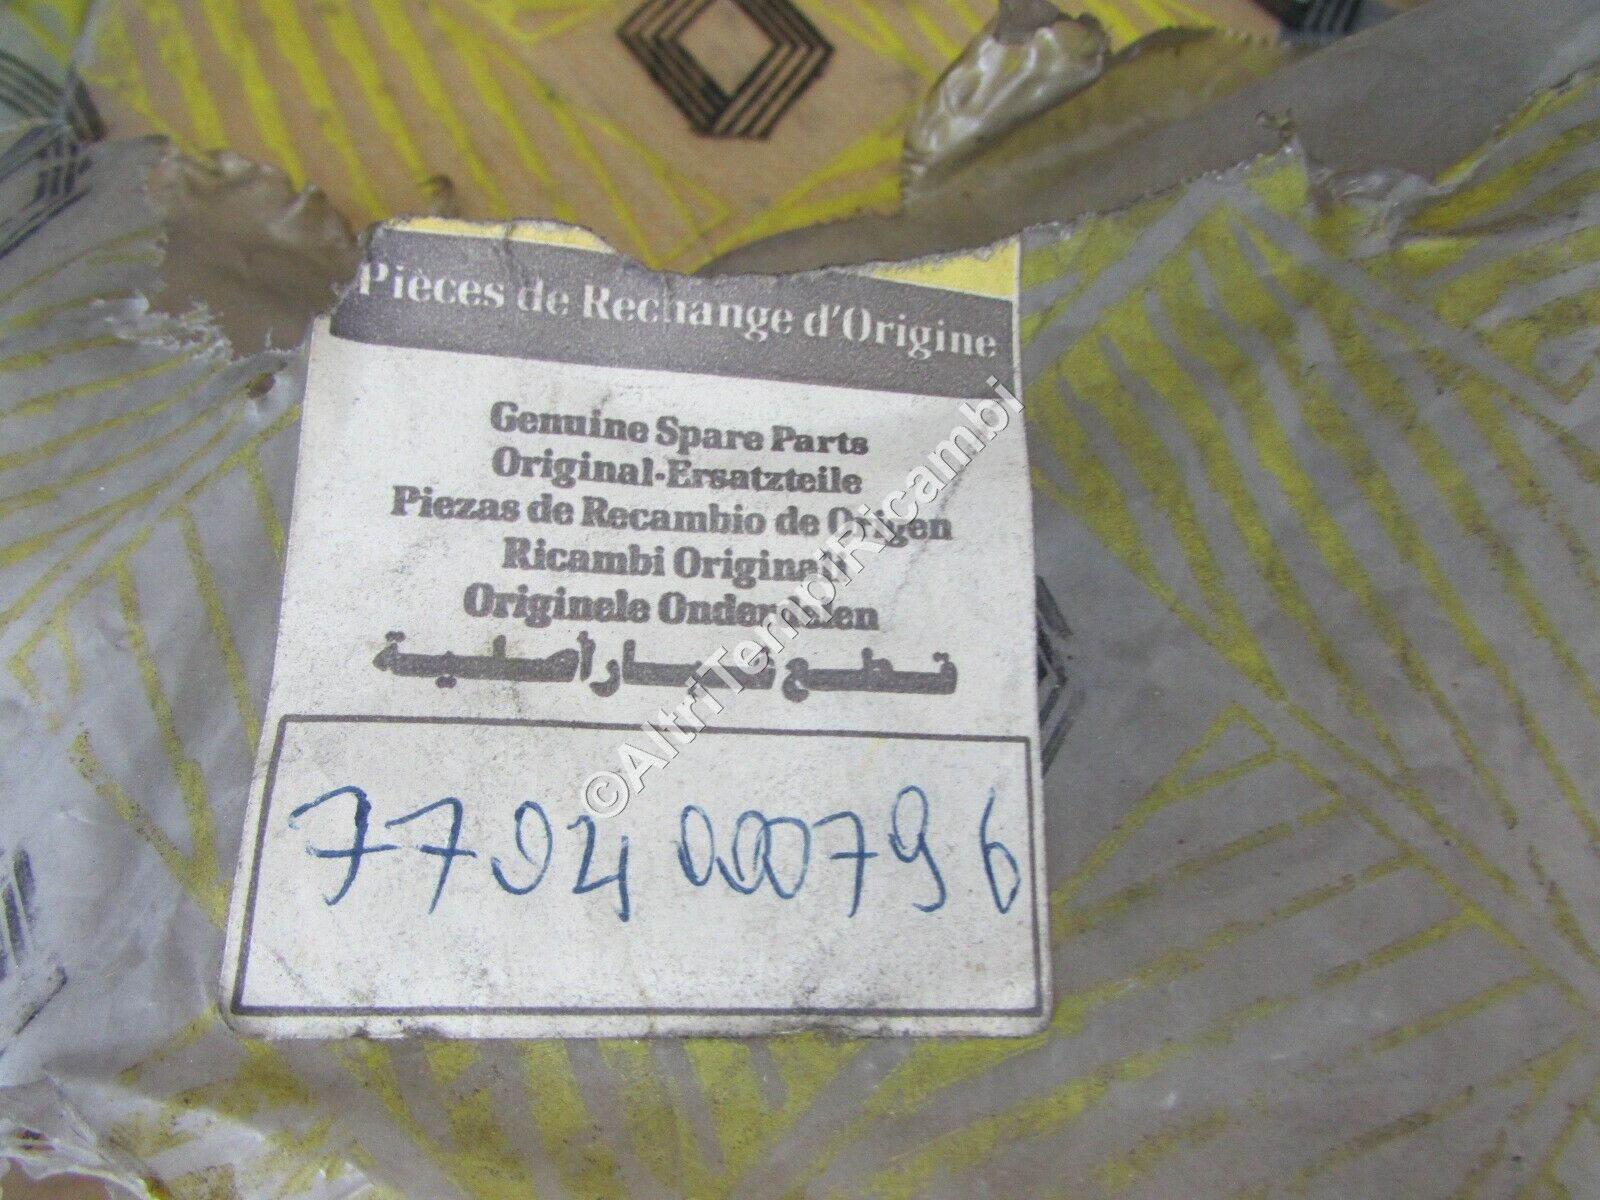 Pièces de Rechange d'Origine
Genuine Spare Parts
Original-Ersatzteile
Piezas de Recambio de Origen
Ricambi Originali
Originele Onderdelen
قطع غيار أصلية
7704000796
©AltriTempiRicambi